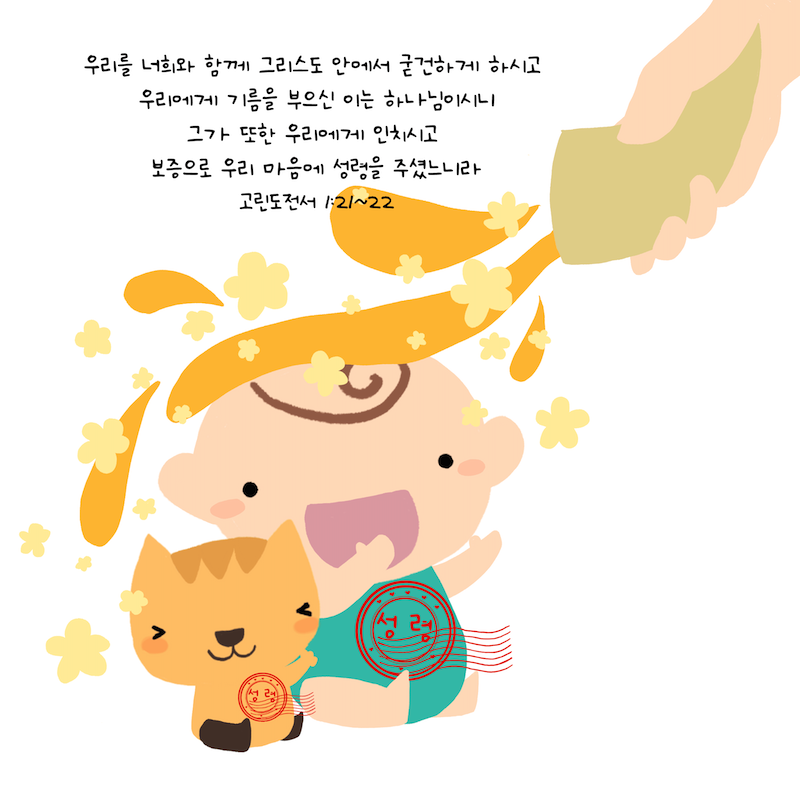 우리를 너희와 함께 그리스도 안에서 굳건하게 하시고
우리에게 기름을 부으신 이는 하나님이시니
그가 또한 우리에게 인치시고
보증으로 우리 마음에 성령을 주셨느니라
고린도전서 1:21~22
성령
성령